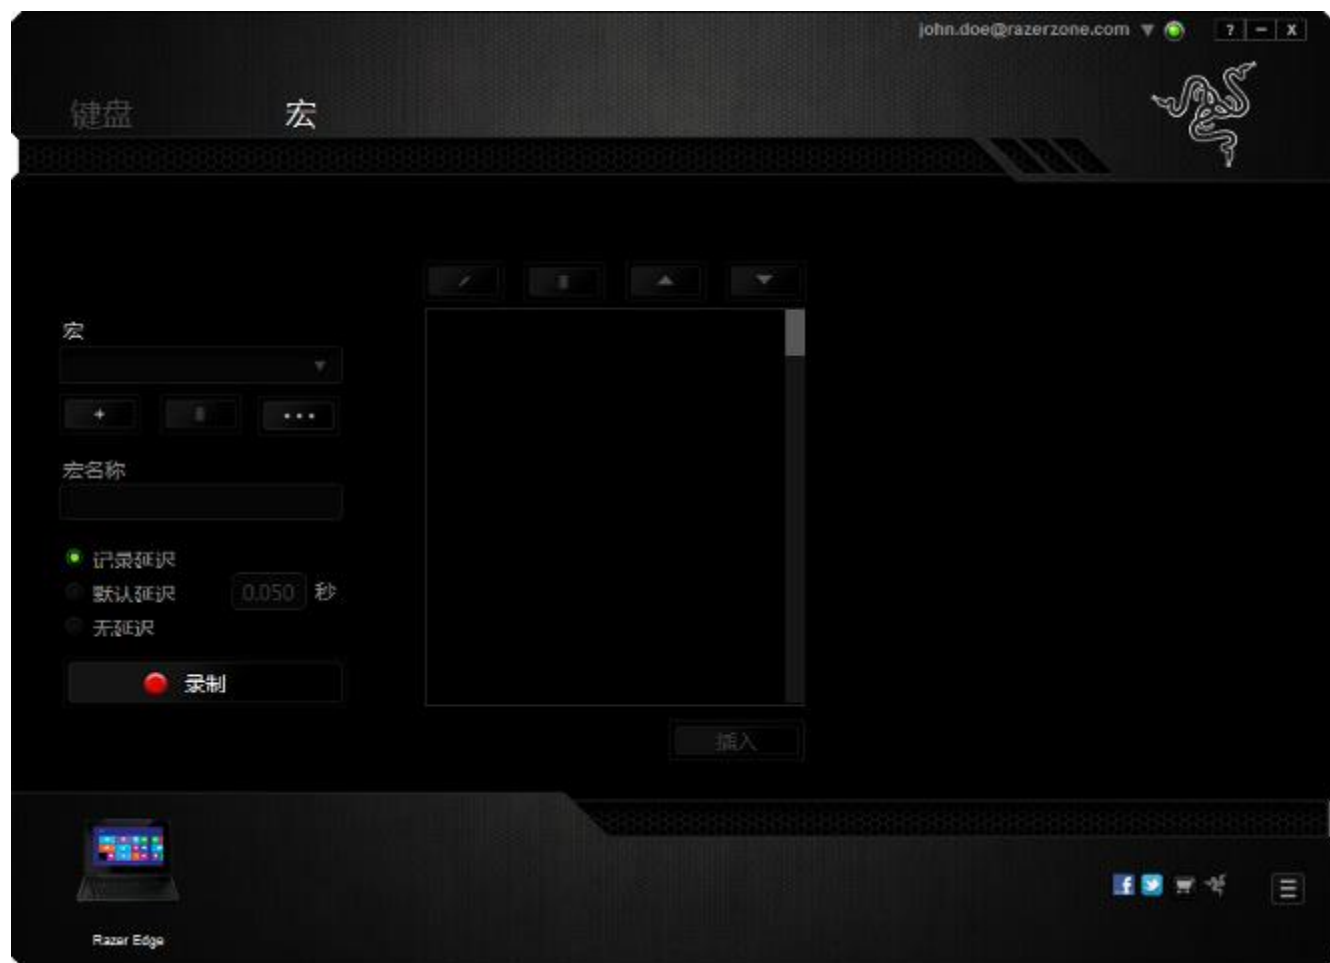 john.doe@razerzone.com
? – X
键盘
宏
宏
+
...
宏名称
记录延迟
默认延迟
0.050 秒
无延迟
录制
插入
Razer Edge